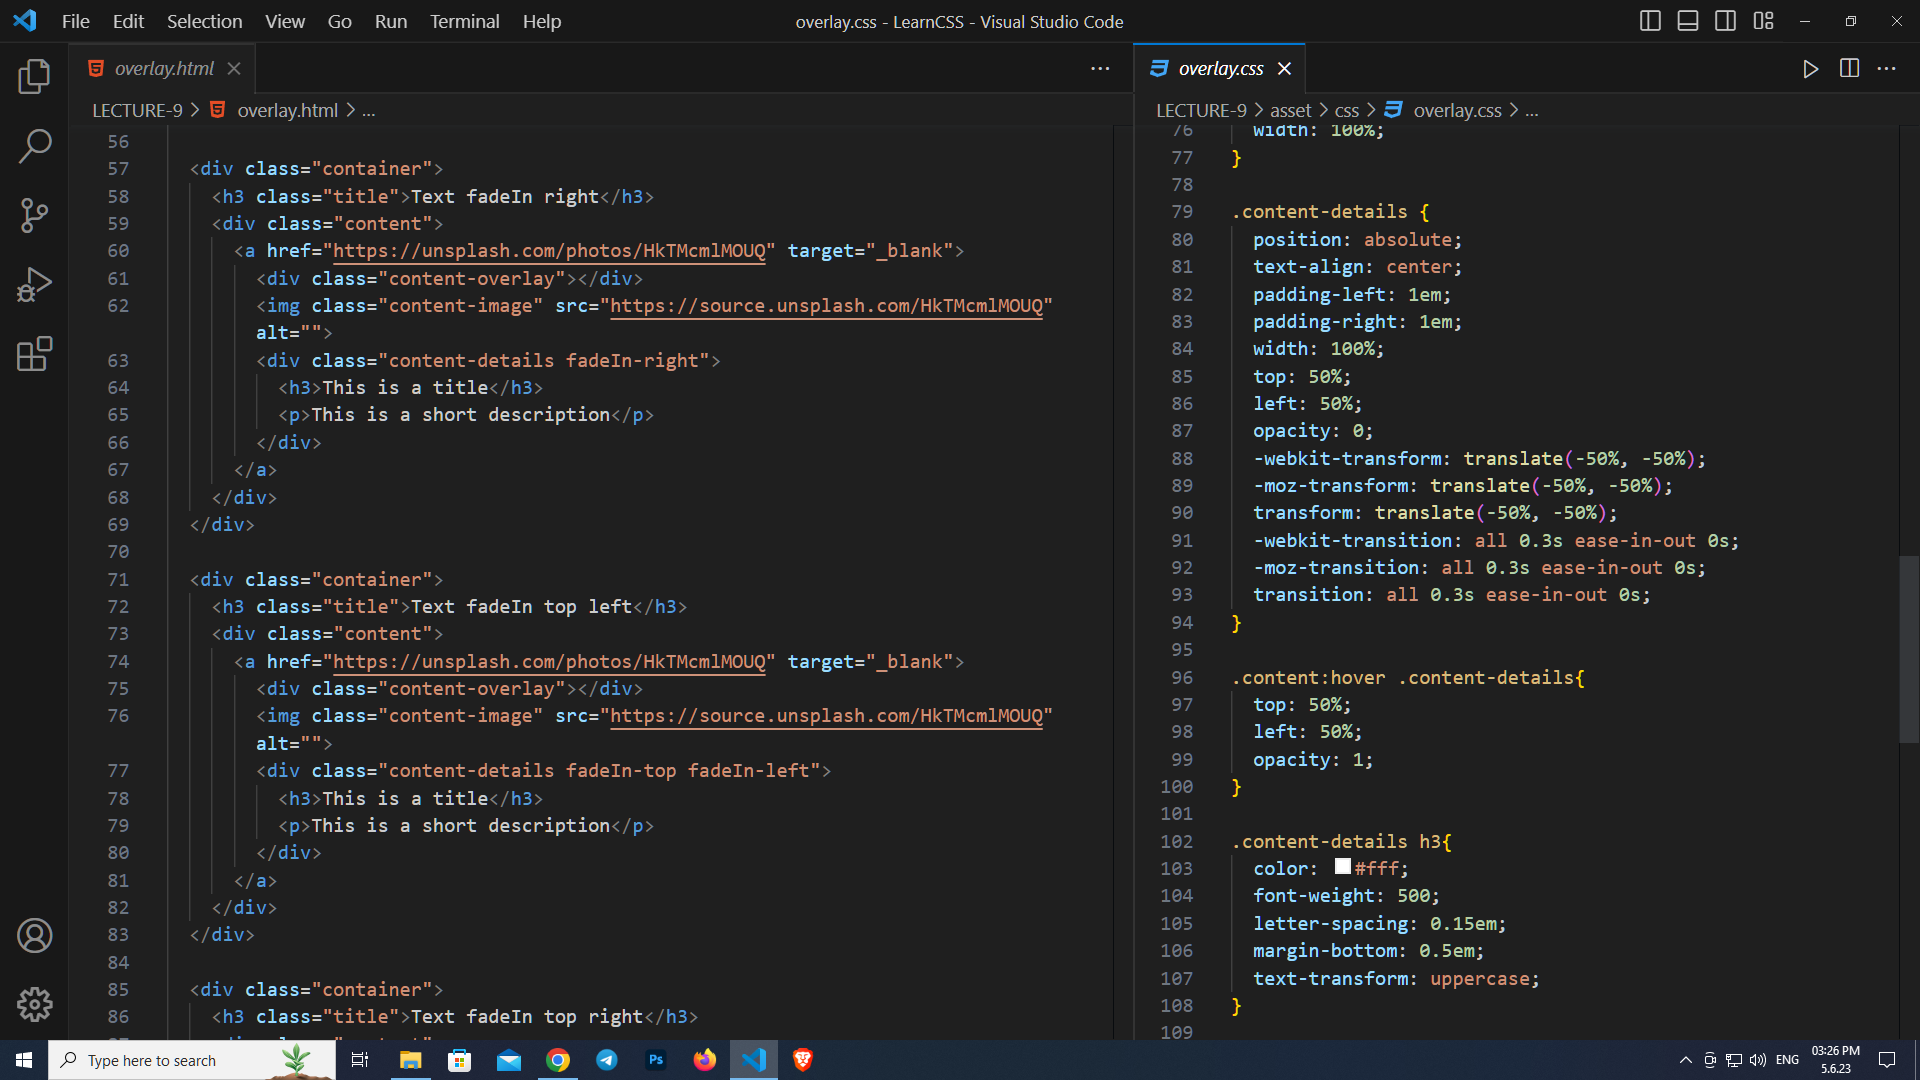 File Edit Selection View Go Run Terminal Help
overlay.css - LearnCSS - Visual Studio Code
overlay.html
LECTURE-9 > overlay.html > ...
56
57 <div class="container">
58 <h3 class="title">Text fadeIn right</h3>
59 <div class="content">
60 <a href="https://unsplash.com/photos/HkTMcmlMOUQ" target="_blank">
61 <div class="content-overlay"></div>
62 <img class="content-image" src="https://source.unsplash.com/HkTMcmlMOUQ"
alt="">
63 <div class="content-details fadeIn-right">
64 <h3>This is a title</h3>
65 <p>This is a short description</p>
66 </div>
67 </a>
68 </div>
69 </div>
70
71 <div class="container">
72 <h3 class="title">Text fadeIn top left</h3>
73 <div class="content">
74 <a href="https://unsplash.com/photos/HkTMcmlMOUQ" target="_blank">
75 <div class="content-overlay"></div>
76 <img class="content-image" src="https://source.unsplash.com/HkTMcmlMOUQ"
alt="">
77 <div class="content-details fadeIn-top fadeIn-left">
78 <h3>This is a title</h3>
79 <p>This is a short description</p>
80 </div>
81 </a>
82 </div>
83 </div>
84
85 <div class="container">
86 <h3 class="title">Text fadeIn top right</h3>
overlay.css
LECTURE-9 > asset > css > overlay.css > ...
76 width: 100%;
77 }
78
79 .content-details {
80 position: absolute;
81 text-align: center;
82 padding-left: 1em;
83 padding-right: 1em;
84 width: 100%;
85 top: 50%;
86 left: 50%;
87 opacity: 0;
88 -webkit-transform: translate(-50%, -50%);
89 -moz-transform: translate(-50%, -50%);
90 transform: translate(-50%, -50%);
91 -webkit-transition: all 0.3s ease-in-out 0s;
92 -moz-transition: all 0.3s ease-in-out 0s;
93 transition: all 0.3s ease-in-out 0s;
94 }
95
96 .content:hover .content-details{
97 top: 50%;
98 left: 50%;
99 opacity: 1;
100 }
101
102 .content-details h3{
103 color: #fff;
104 font-weight: 500;
105 letter-spacing: 0.15em;
106 margin-bottom: 0.5em;
107 text-transform: uppercase;
108 }
109
Type here to search
Ps
ENG
03:26 PM
5.6.23